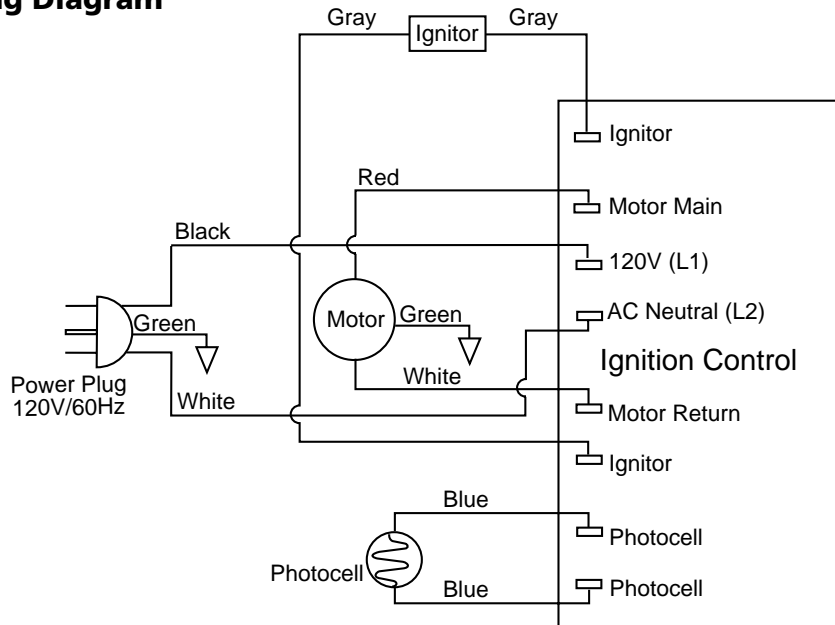 g Diagram
Gray
Ignitor
Gray
Ignitor
Red
Motor Main
Black
120V (L1)
AC Neutral (L2)
Green
Motor
Green
Ignition Control
Power Plug
120V/60Hz
White
White
Motor Return
Ignitor
Blue
Photocell
Photocell
Blue
Photocell